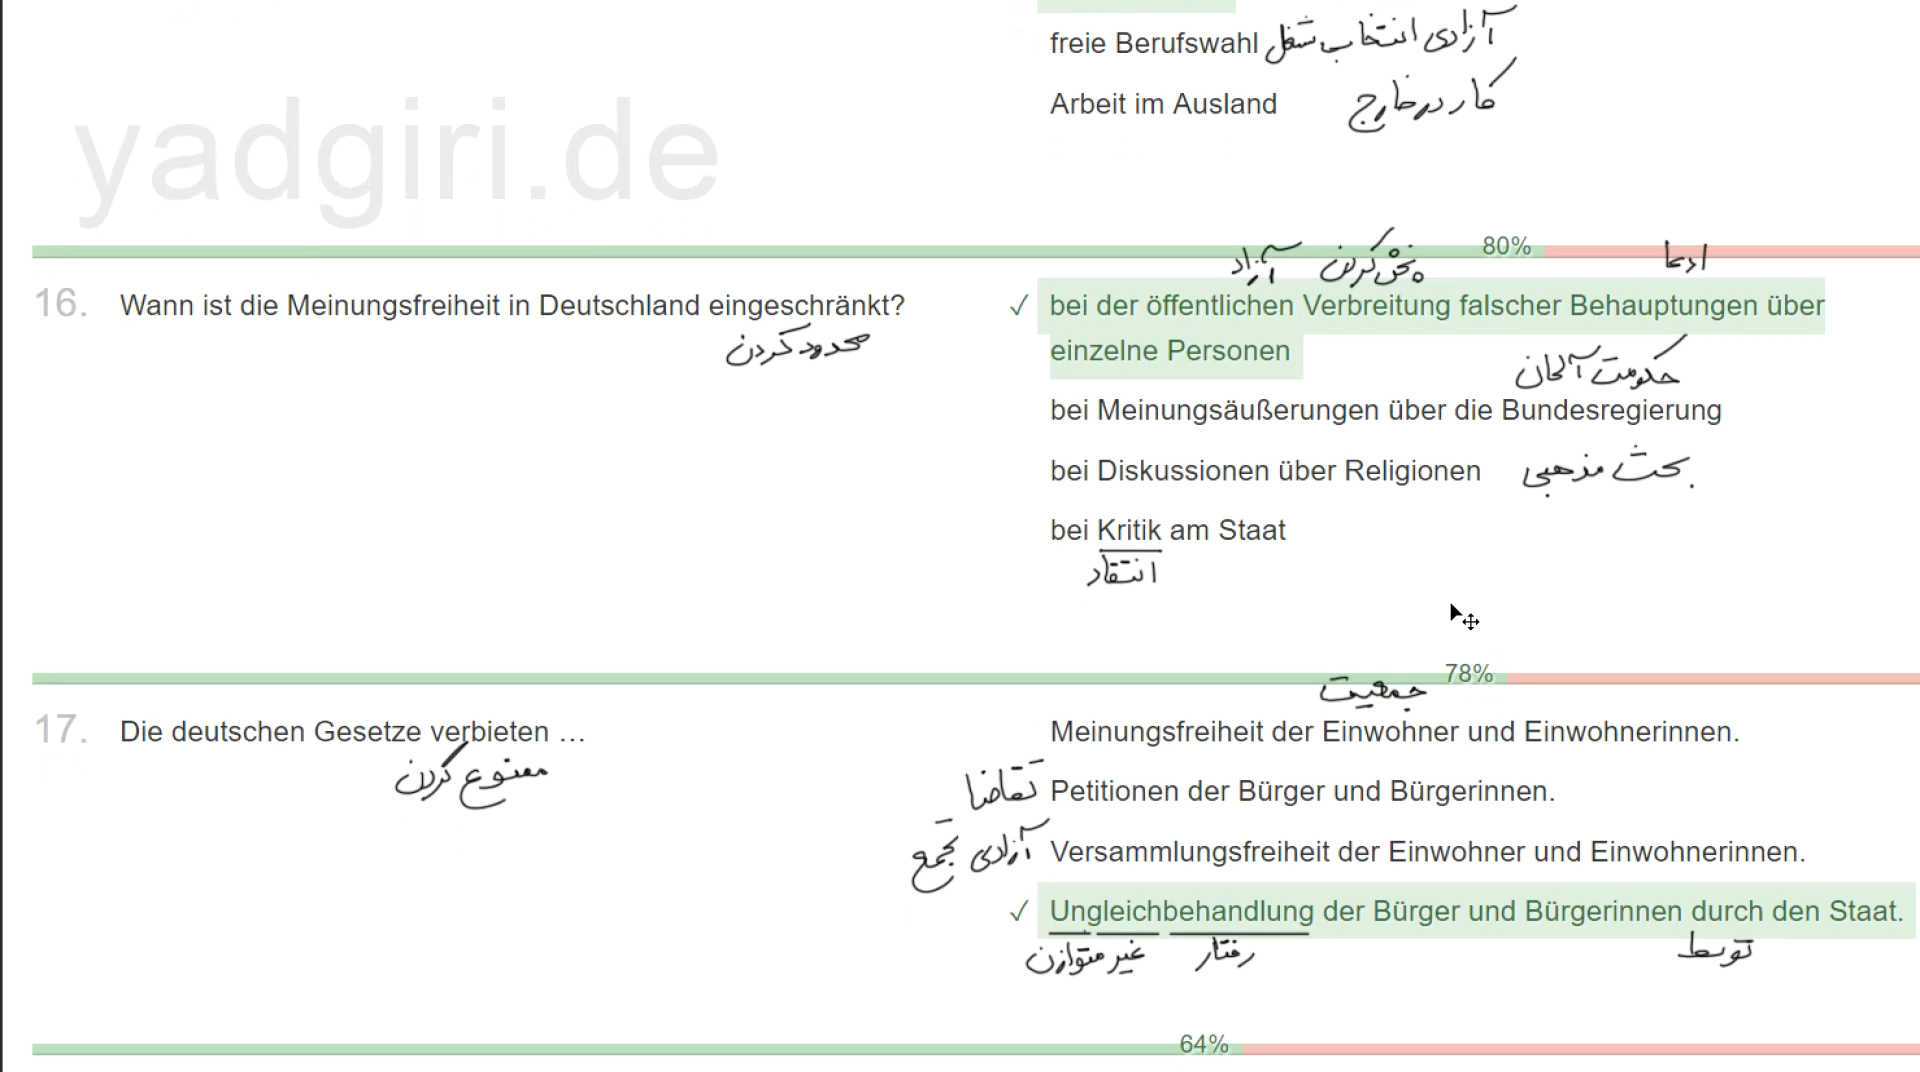 freie Berufswahl آزادی انتخاب شغل
Arbeit im Ausland کار در خارج
yadgiri.de
80%
آزاد پخش کردن ادعا
16. Wann ist die Meinungsfreiheit in Deutschland eingeschränkt?
محدود کردن
✓ bei der öffentlichen Verbreitung falscher Behauptungen über
einzelne Personen
حکومت آلمان
bei Meinungsäußerungen über die Bundesregierung
bei Diskussionen über Religionen بحث مذهبی
bei Kritik am Staat
انتقاد
78%
جمعیت
17. Die deutschen Gesetze verbieten …
ممنوع کردن
Meinungsfreiheit der Einwohner und Einwohnerinnen.
تقاضا Petitionen der Bürger und Bürgerinnen.
آزادی تجمع Versammlungsfreiheit der Einwohner und Einwohnerinnen.
✓ Ungleichbehandlung der Bürger und Bürgerinnen durch den Staat.
غیر متوازن رفتار توسط
64%